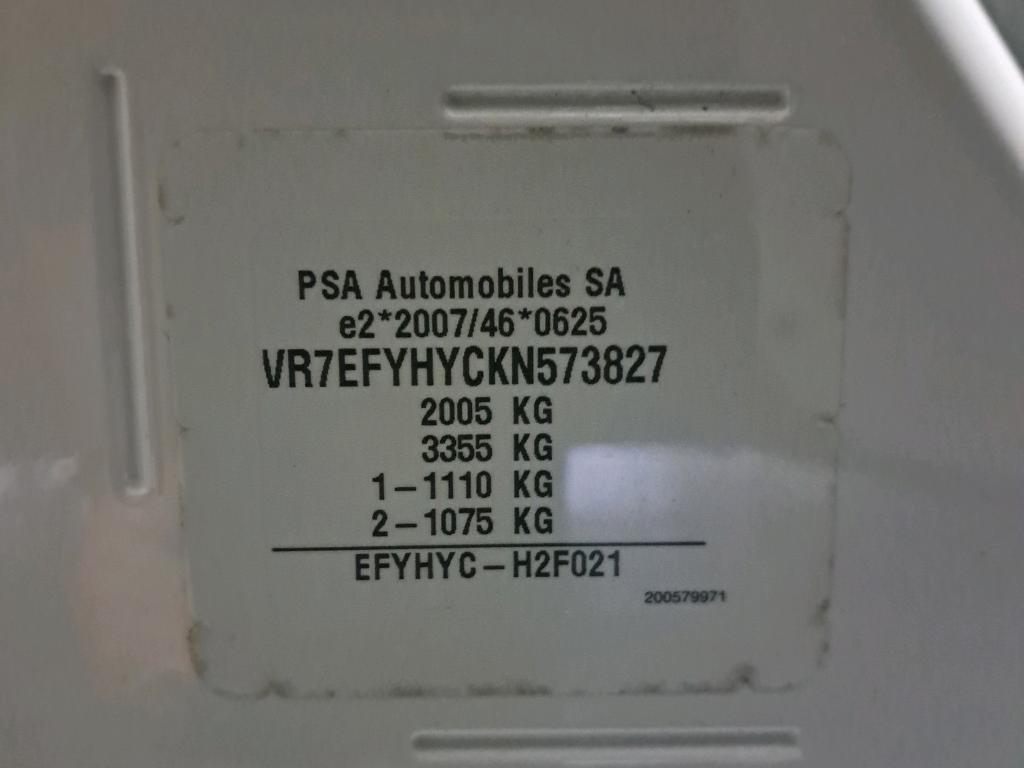 PSA Automobiles SA
e2*2007/46*0625
VR7EFYHYCKN573827
2005 KG
3355 KG
1-1110 KG
2-1075 KG
EFYHYC-H2F021
200579971